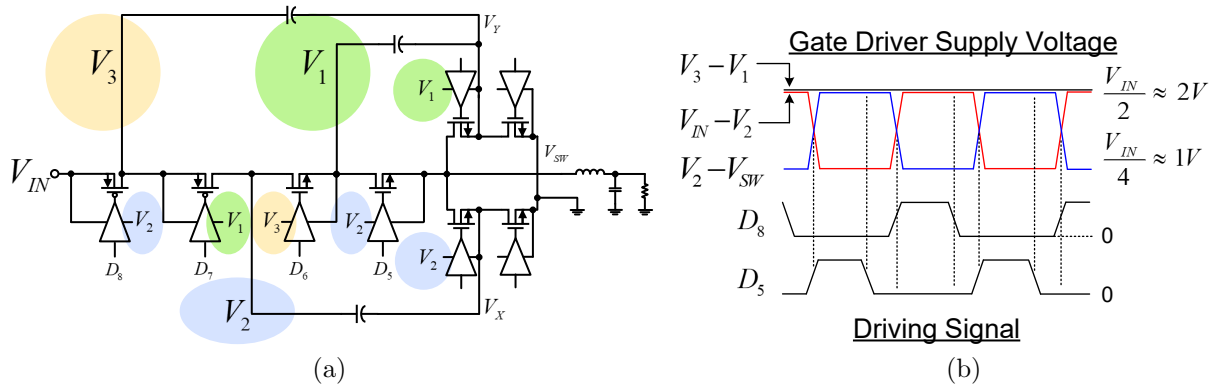 V_Y
V_3
V_1
V_1
V_SW
V_IN
V_2
V_1
V_3
V_2
D_8
D_7
D_6
D_5
V_2
V_2
V_X
(a)
Gate Driver Supply Voltage
V_3 − V_1
V_IN − V_2
V_2 − V_SW
V_IN / 2 ≈ 2V
V_IN / 4 ≈ 1V
D_8
0
D_5
0
Driving Signal
(b)